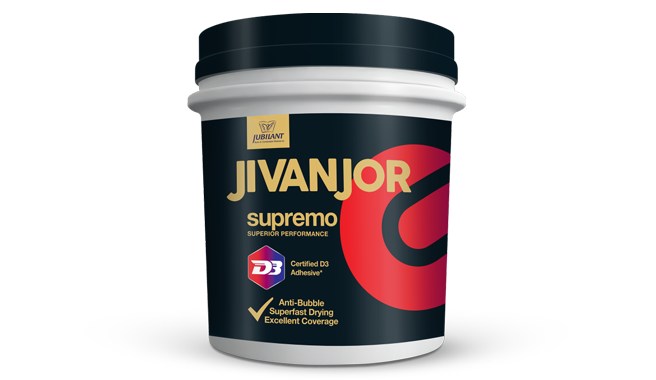 JUBILANT
JIVANJOR
supremo
SUPERIOR PERFORMANCE
D3
Certified D3
Adhesive*
Anti-Bubble
Superfast Drying
Excellent Coverage